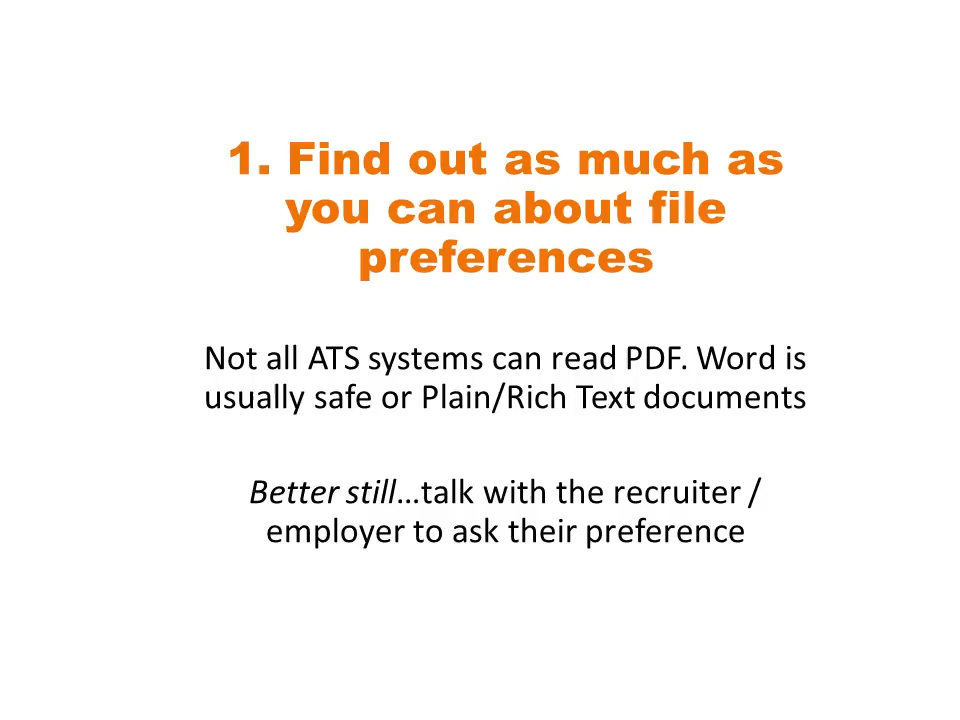 1. Find out as much as
you can about file
preferences
Not all ATS systems can read PDF. Word is
usually safe or Plain/Rich Text documents
Better still…talk with the recruiter /
employer to ask their preference